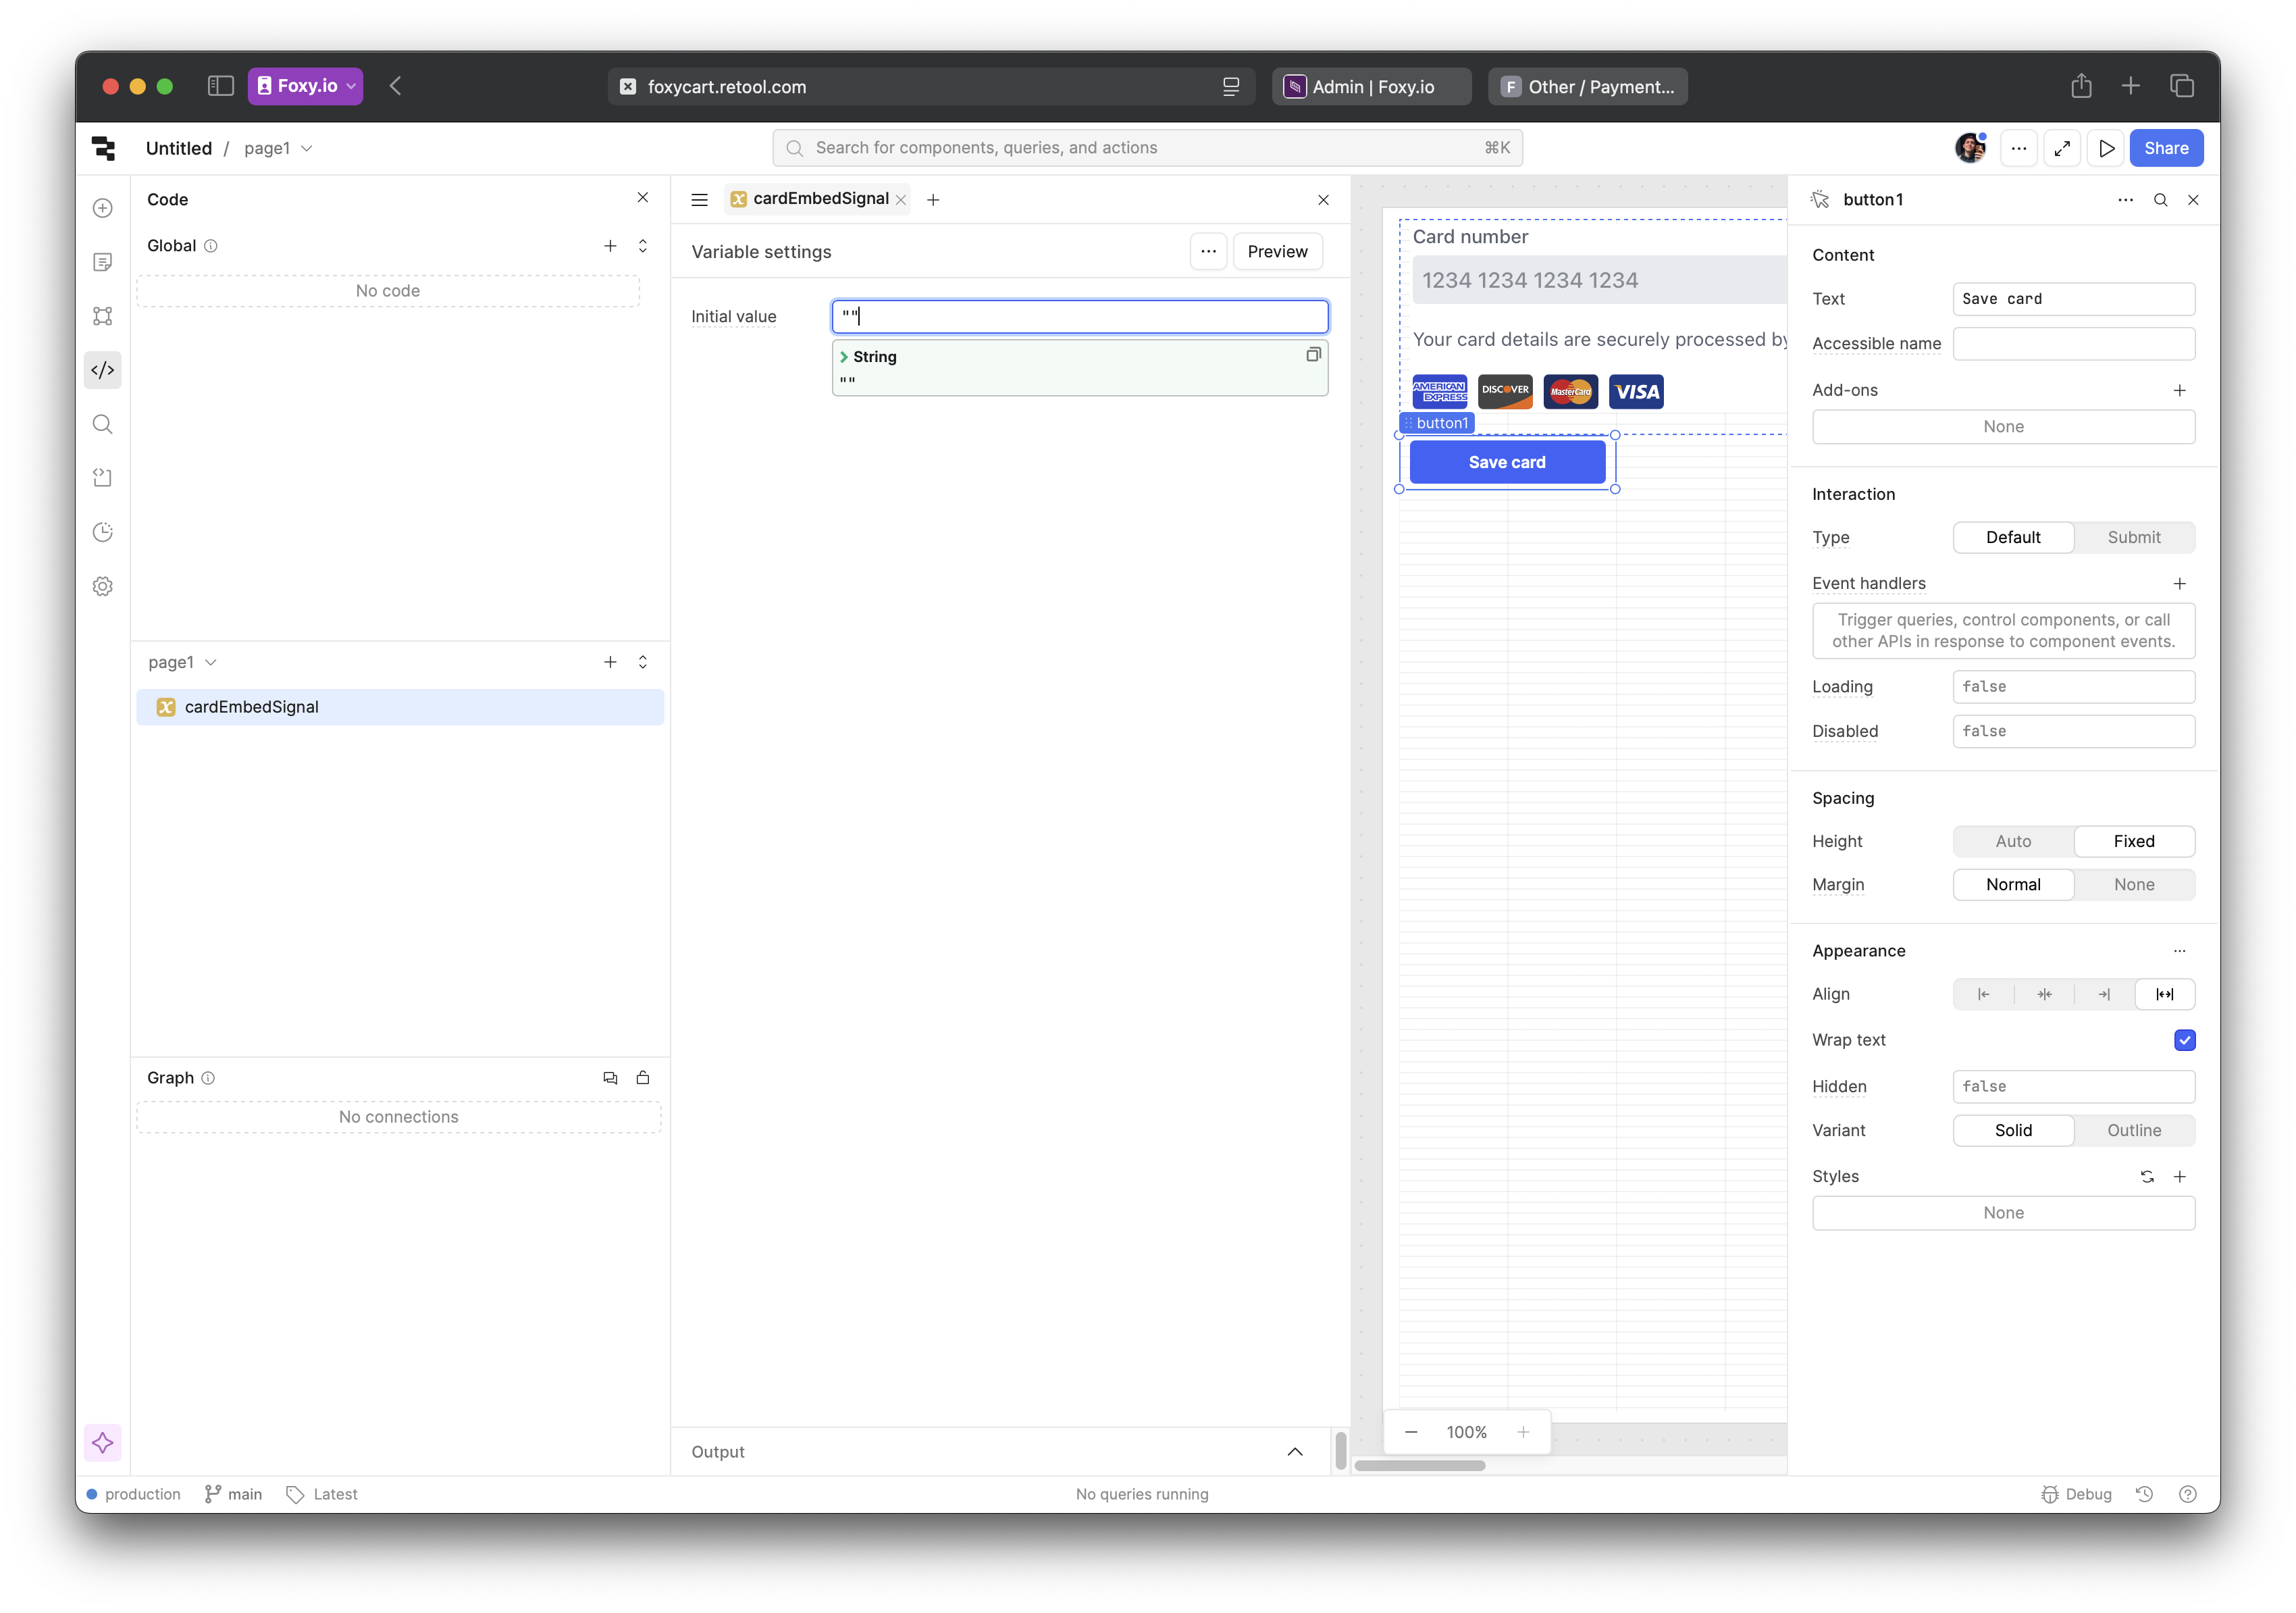 Foxy.io
foxycart.retool.com
Admin | Foxy.io
F
Other / Payment...
Untitled / page1
Search for components, queries, and actions
⌘K
Share
Code
Global
No code
page1
cardEmbedSignal
Graph
No connections
cardEmbedSignal
Variable settings
Preview
Initial value
""
String
""
Output
Card number
1234 1234 1234 1234
Your card details are securely processed by
AMERICAN EXPRESS
DISCOVER
MasterCard
VISA
button1
Save card
100%
button1
Content
Text
Save card
Accessible name
Add-ons
None
Interaction
Type
Default
Submit
Event handlers
Trigger queries, control components, or call
other APIs in response to component events.
Loading
false
Disabled
false
Spacing
Height
Auto
Fixed
Margin
Normal
None
Appearance
Align
Wrap text
Hidden
false
Variant
Solid
Outline
Styles
None
production
main
Latest
No queries running
Debug